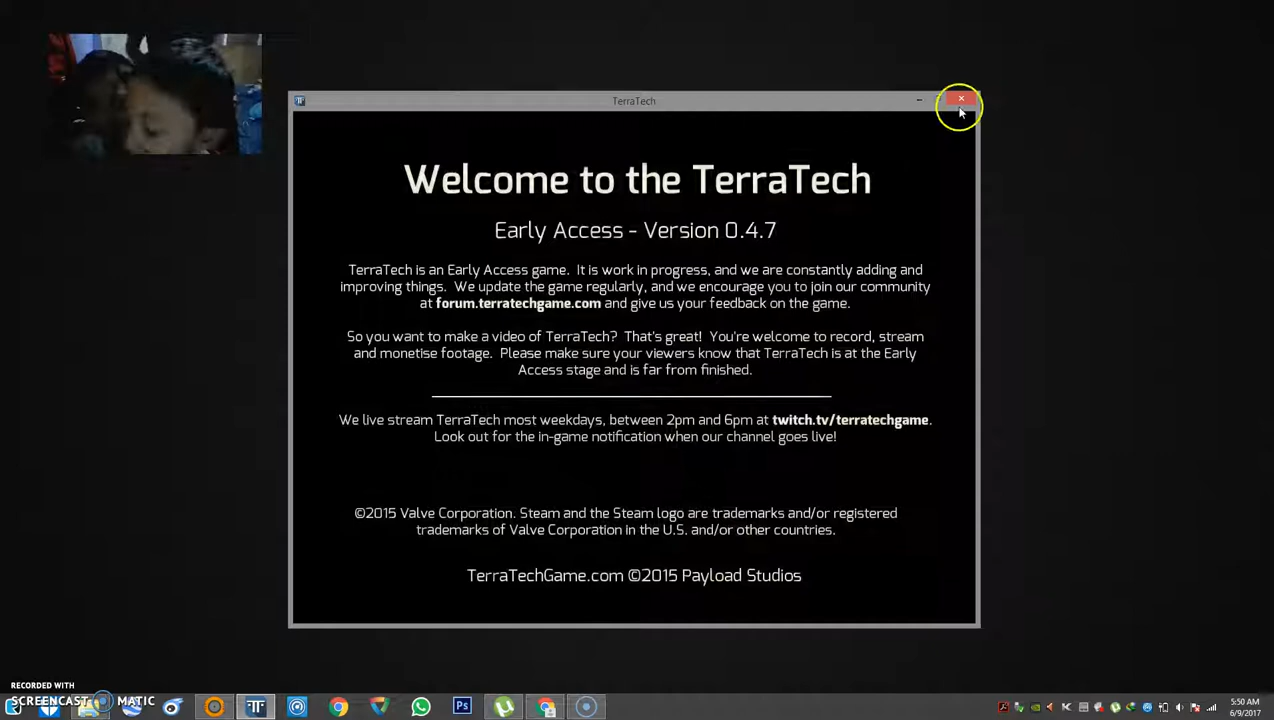 TerraTech
Welcome to the TerraTech
Early Access - Version 0.4.7
TerraTech is an Early Access game. It is work in progress, and we are constantly adding and
improving things. We update the game regularly, and we encourage you to join our community
at forum.terratechgame.com and give us your feedback on the game.
So you want to make a video of TerraTech? That's great! You're welcome to record, stream
and monetise footage. Please make sure your viewers know that TerraTech is at the Early
Access stage and is far from finished.
We live stream TerraTech most weekdays, between 2pm and 6pm at twitch.tv/terratechgame.
Look out for the in-game notification when our channel goes live!
©2015 Valve Corporation. Steam and the Steam logo are trademarks and/or registered
trademarks of Valve Corporation in the U.S. and/or other countries.
TerraTechGame.com ©2015 Payload Studios
RECORDED WITH
SCREENCAST MATIC
Ps
5:50 AM
6/9/2017